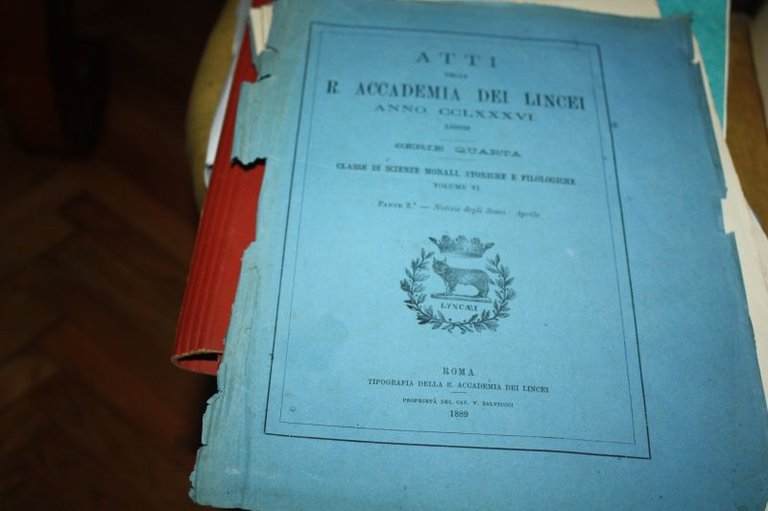 ATTI
DELLA
R. ACCADEMIA DEI LINCEI
ANNO CCLXXXVI
1889
SERIE QUARTA
CLASSE DI SCIENZE MORALI, STORICHE E FILOLOGICHE
VOLUME VI.
PARTE 2.ª — Notizie degli Scavi : Aprile
LYNCÆI
ROMA
TIPOGRAFIA DELLA R. ACCADEMIA DEI LINCEI
PROPRIETÀ DEL CAV. V. SALVIUCCI
1889